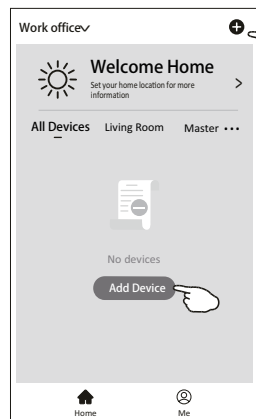 Work office
Welcome Home
Set your home location for more
information
All Devices Living Room Master
No devices
Add Device
Home Me